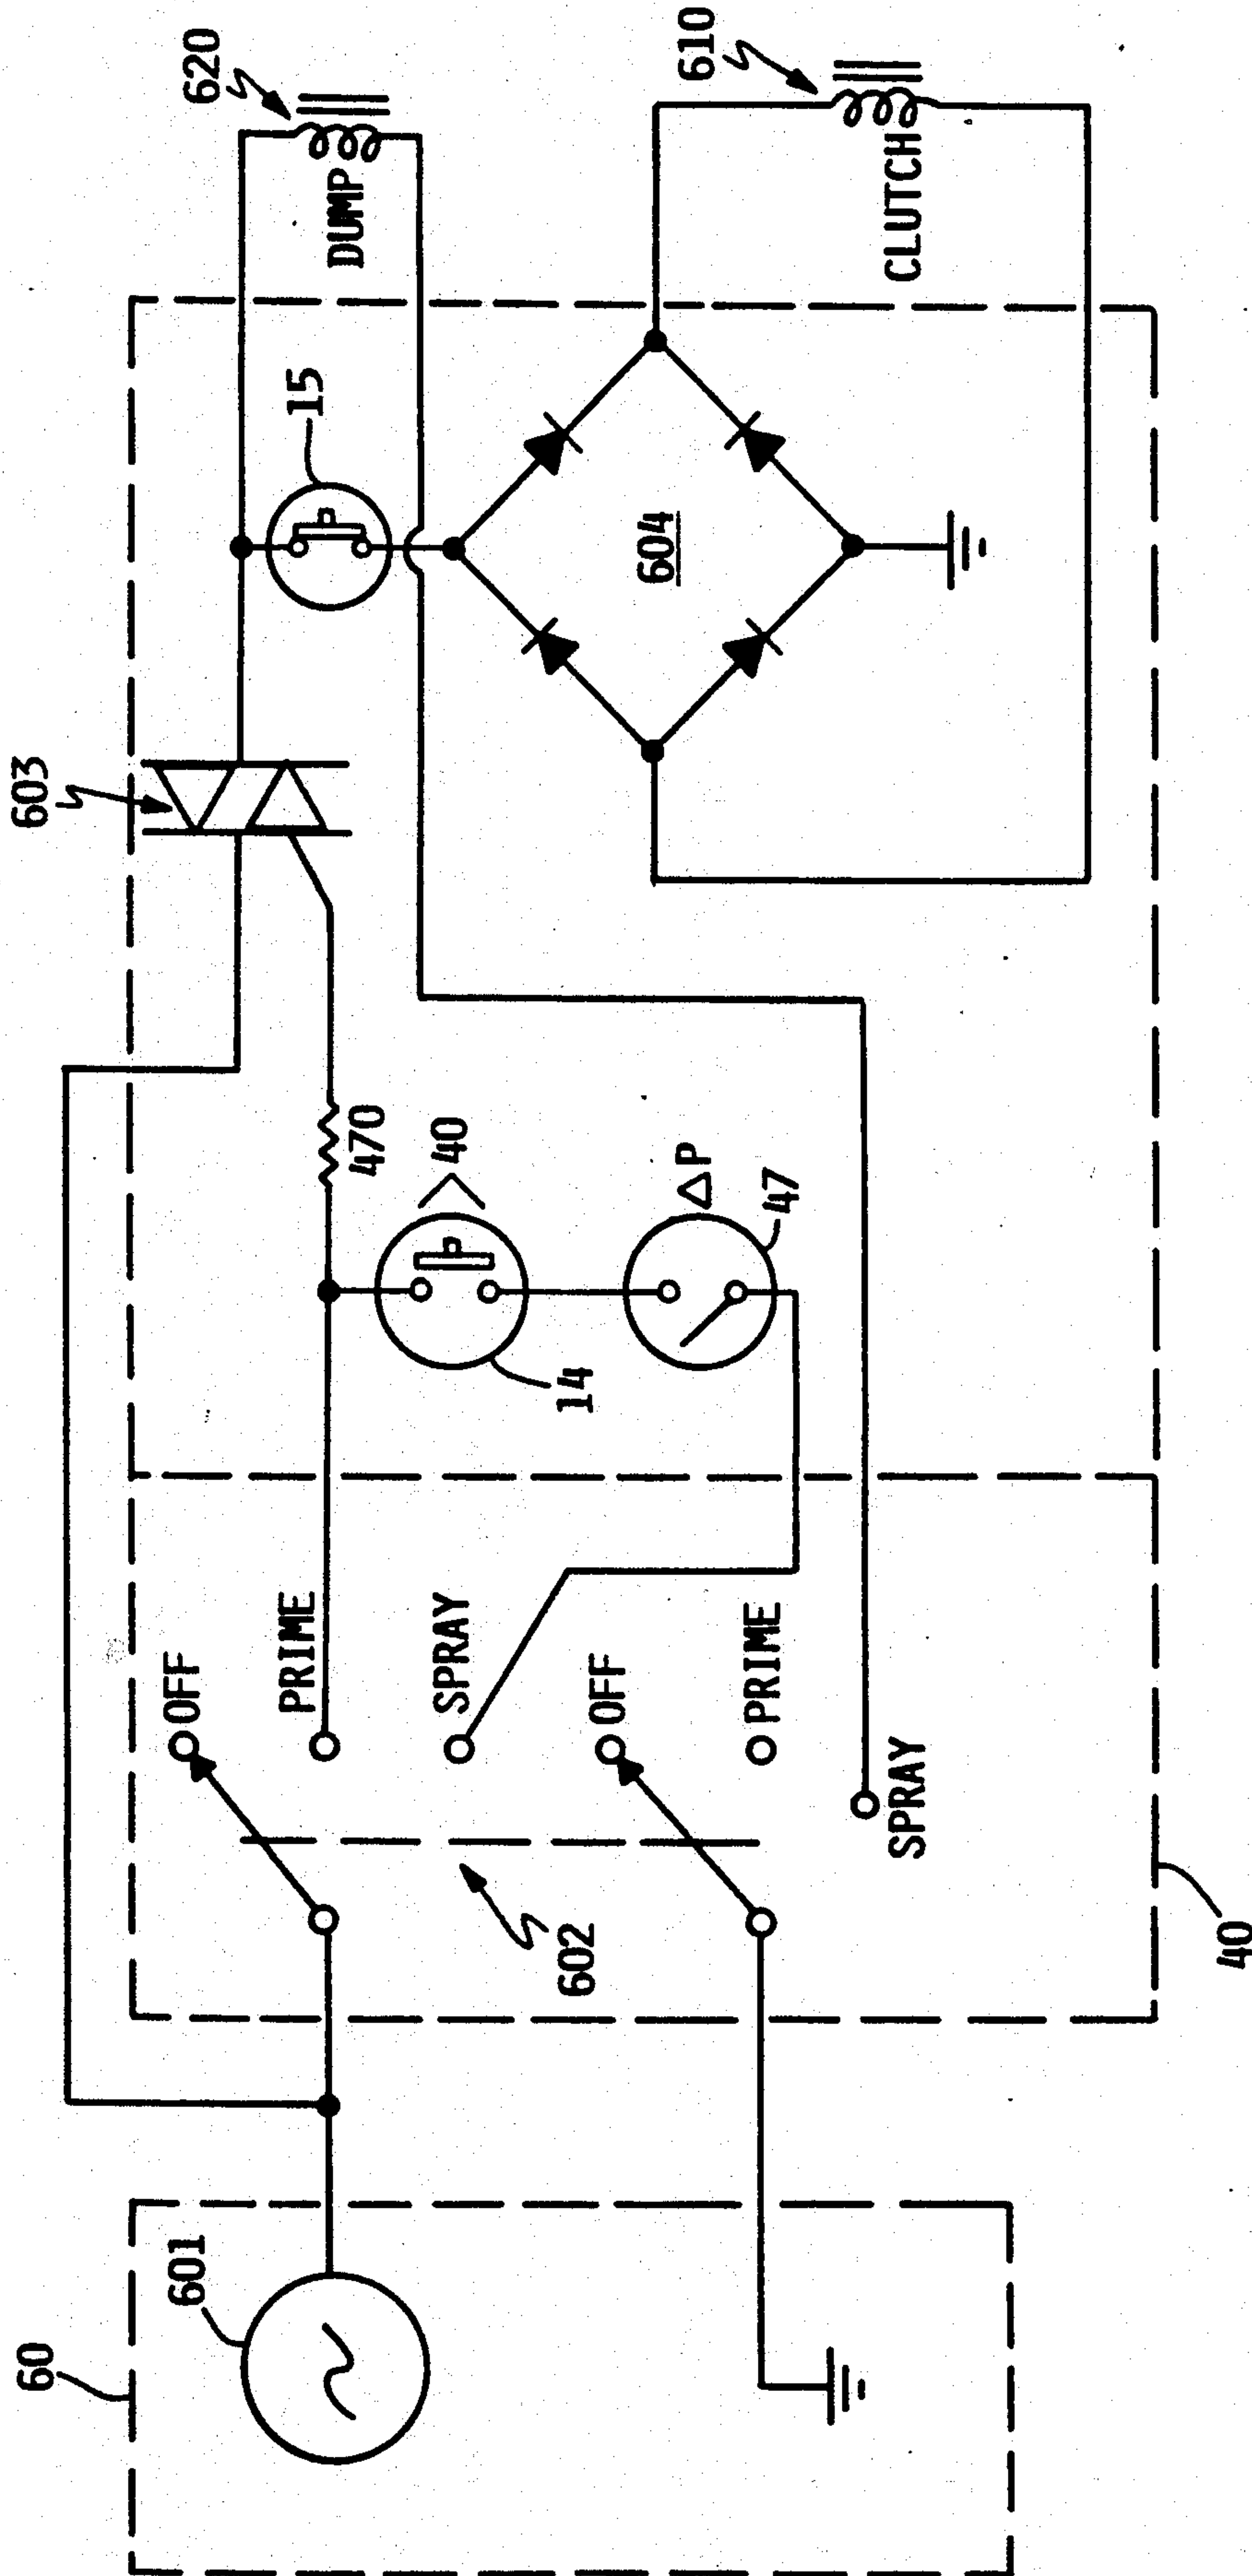 60
601
602
OFF
PRIME
SPRAY
OFF
PRIME
SPRAY
40
603
470
40
14
ΔP
47
15
604
620
DUMP
610
CLUTCH